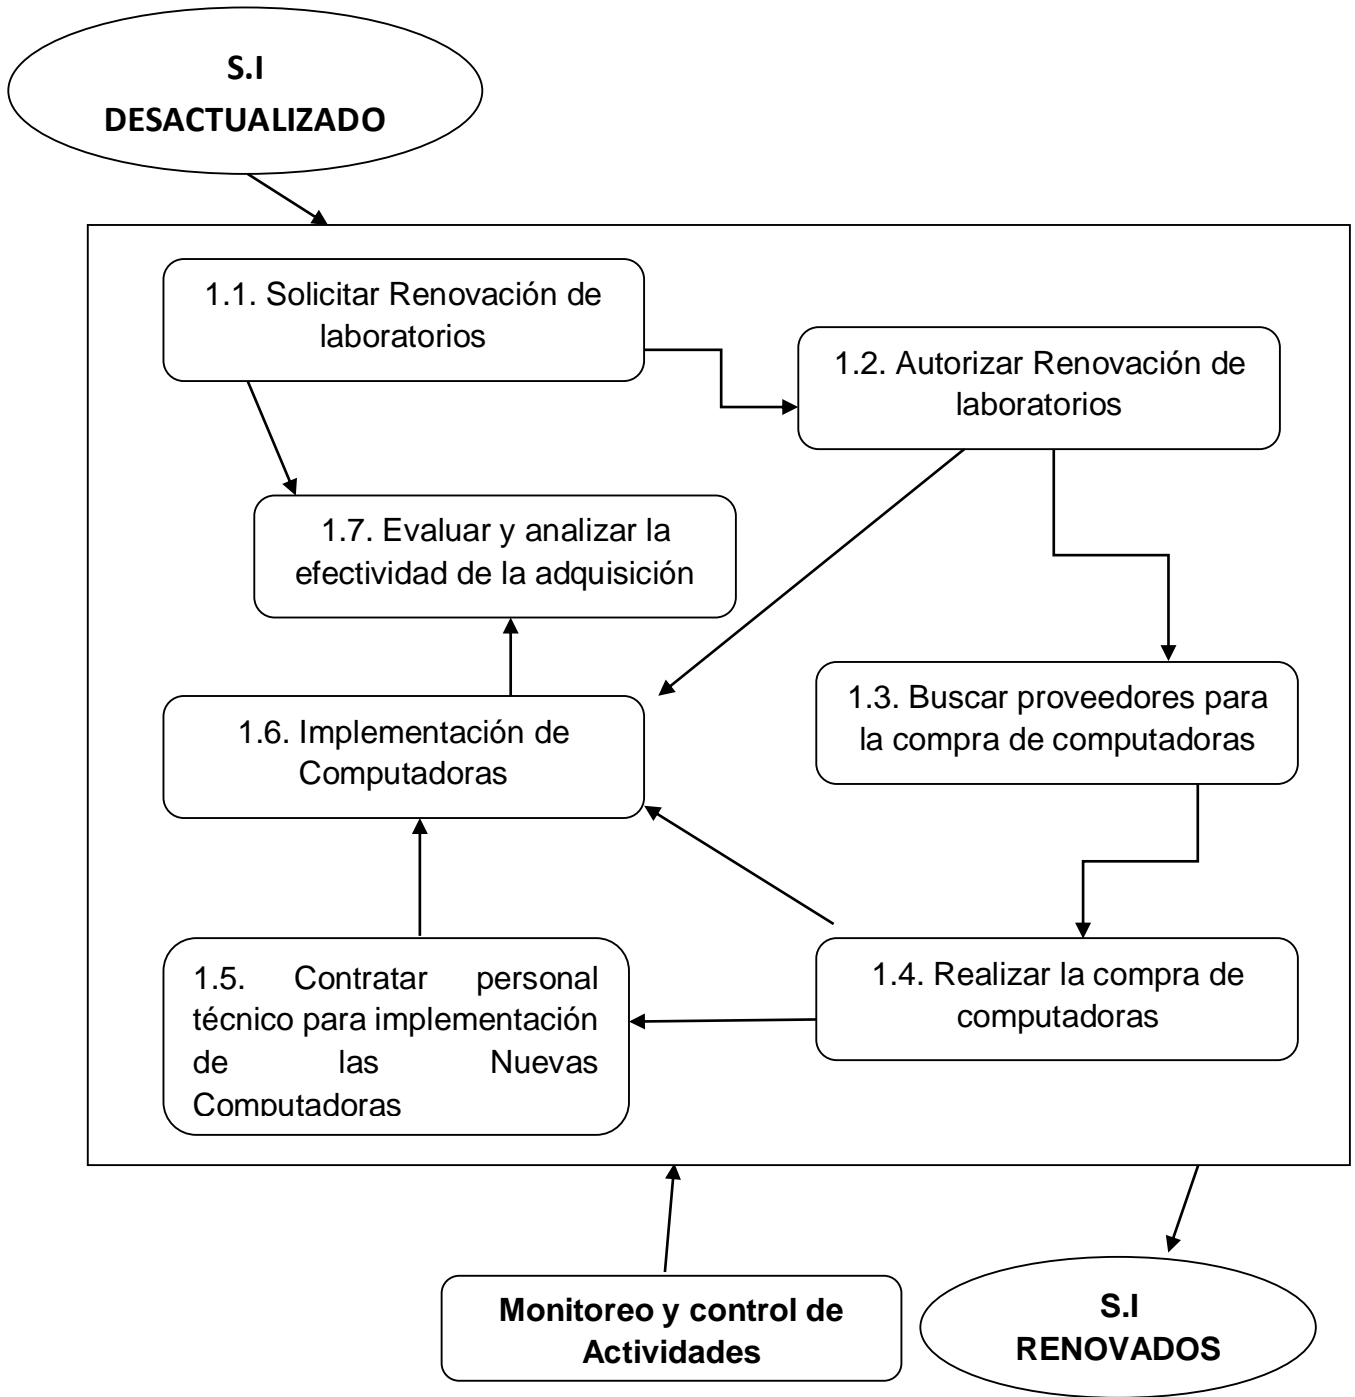 S.I
DESACTUALIZADO
1.1. Solicitar Renovación de
laboratorios
1.2. Autorizar Renovación de
laboratorios
1.7. Evaluar y analizar la
efectividad de la adquisición
1.3. Buscar proveedores para
la compra de computadoras
1.6. Implementación de
Computadoras
1.4. Realizar la compra de
computadoras
1.5. Contratar personal
técnico para implementación
de las Nuevas
Computadoras
Monitoreo y control de
Actividades
S.I
RENOVADOS